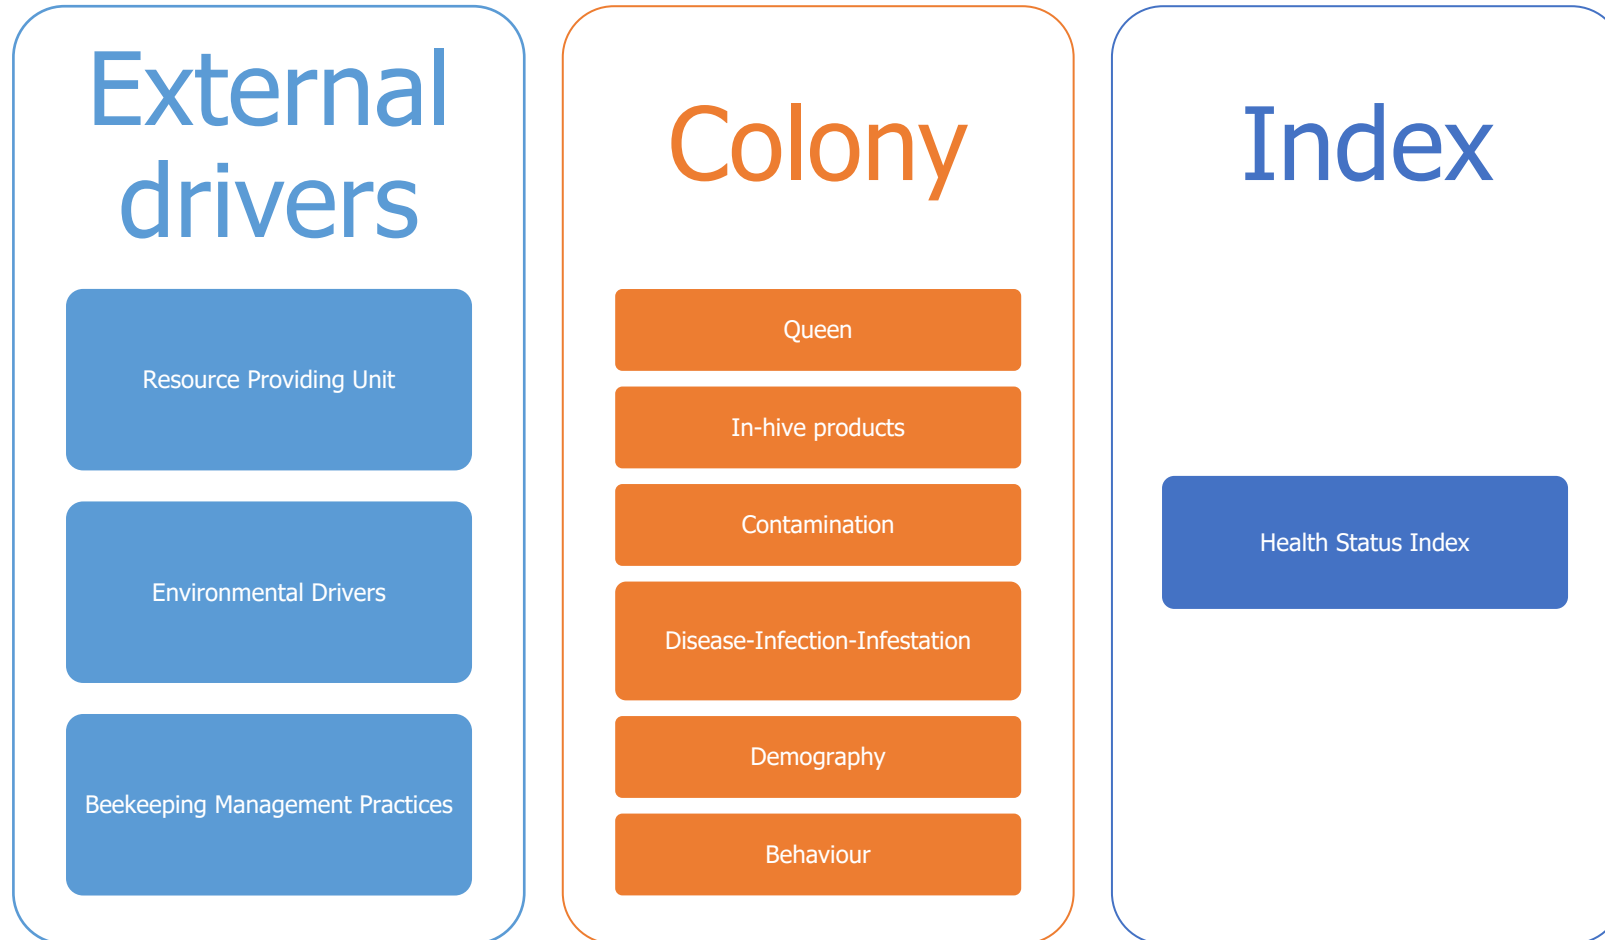 External
drivers
Resource Providing Unit
Environmental Drivers
Beekeeping Management Practices
Colony
Queen
In-hive products
Contamination
Disease-Infection-Infestation
Demography
Behaviour
Index
Health Status Index